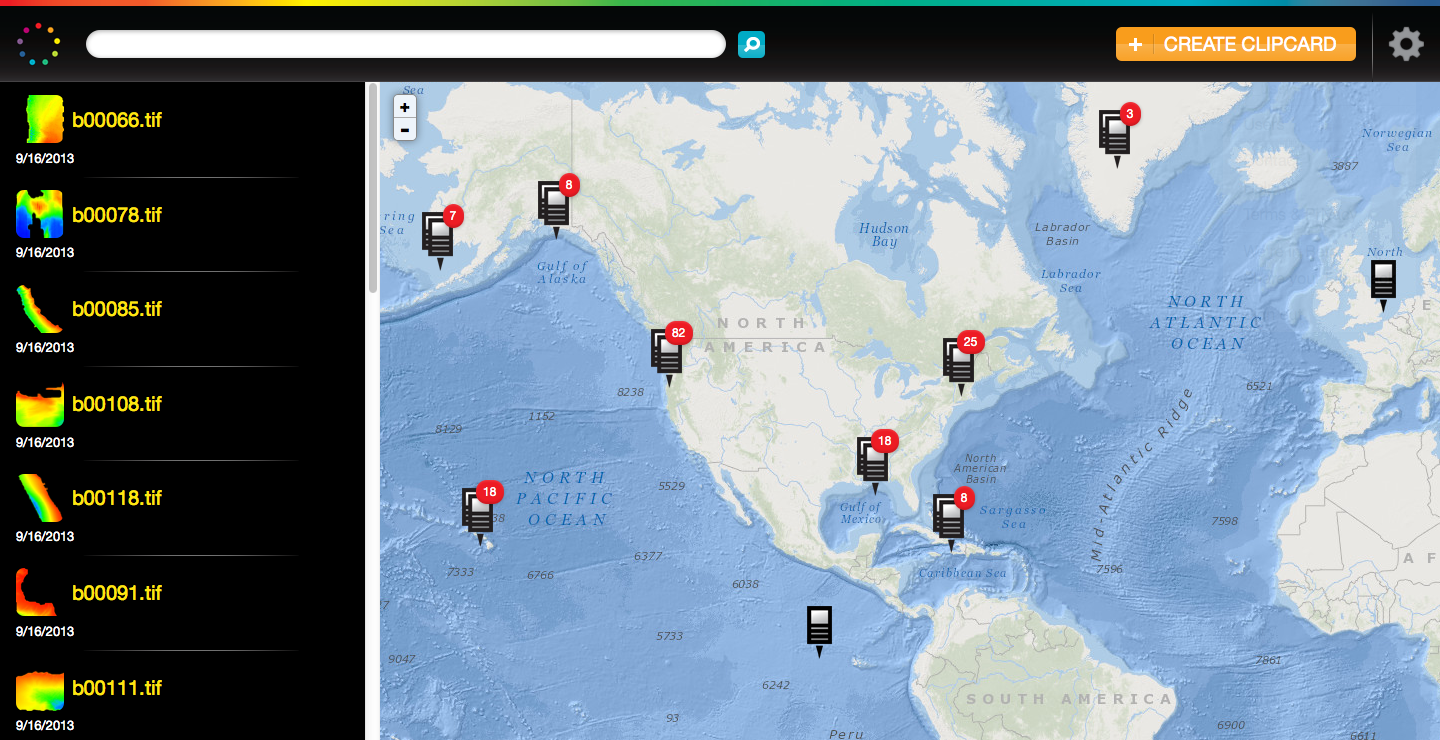 + CREATE CLIPCARD
b00066.tif
9/16/2013
b00078.tif
9/16/2013
b00085.tif
9/16/2013
b00108.tif
9/16/2013
b00118.tif
9/16/2013
b00091.tif
9/16/2013
b00111.tif
9/16/2013
Sea
+
-
3
Norwegian
Sea
3887
8
7
ring
Sea
Gulf of
Alaska
Hudson
Bay
Labrador
Basin
Labrador
Sea
North
NORTH
ATLANTIC
OCEAN
E
NORTH
AMERICA
82
25
8238
1152
8129
6521
Mid-Atlantic Ridge
18
North
American
Basin
NORTH
PACIFIC
OCEAN
5529
18
38
Gulf of
Mexico
8
Sargasso
Sea
7598
7333
6766
6377
6038
Caribbean Sea
7596
A F
7
5733
9047
7861
6242
SOUTH AMERICA
93
Peru
6900
6611